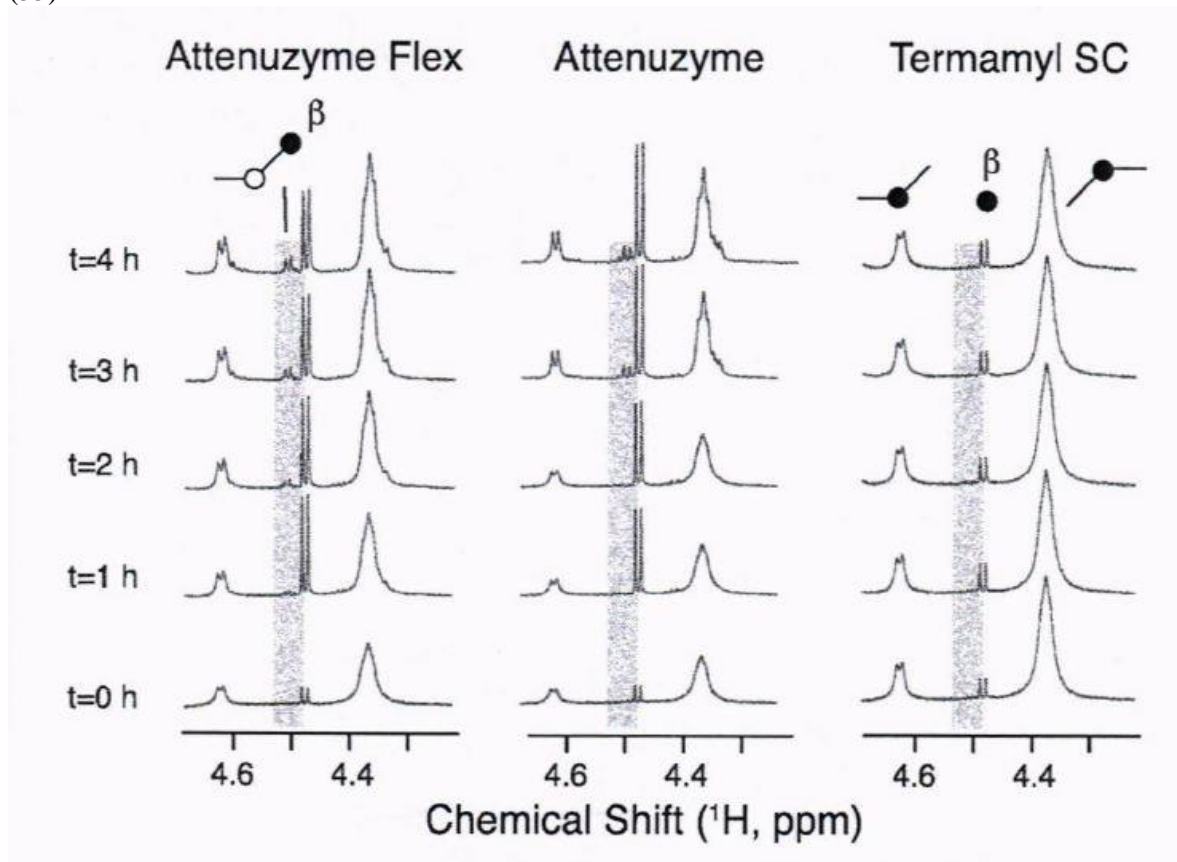 Attenuzyme Flex
Attenuzyme
Termamyl SC
β
β
t=4 h
t=3 h
t=2 h
t=1 h
t=0 h
4.6 4.4
4.6 4.4
4.6 4.4
Chemical Shift (¹H, ppm)